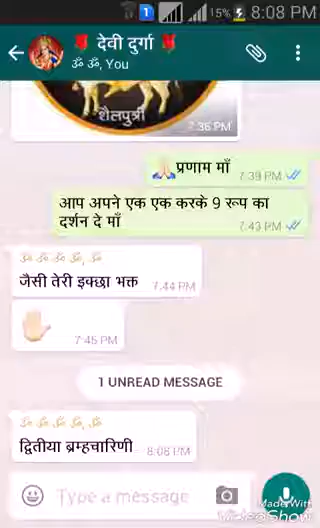 1 15% 8:08 PM
🌹 देवी दुर्गा 🌹
ॐ ॐ, You
शैलपुत्री
7:36 PM
🙏प्रणाम माँ 7:39 PM
आप अपने एक एक करके 9 रूप का
दर्शन दे माँ 7:43 PM
ॐ ॐ ॐ ॐ, ॐ
जैसी तेरी इक्छा भक्त 7:44 PM
✋ 7:45 PM
1 UNREAD MESSAGE
ॐ ॐ ॐ ॐ, ॐ
द्वितीया ब्रम्हचारिणी 8:08 PM
Type a message
Made With
VideoShow